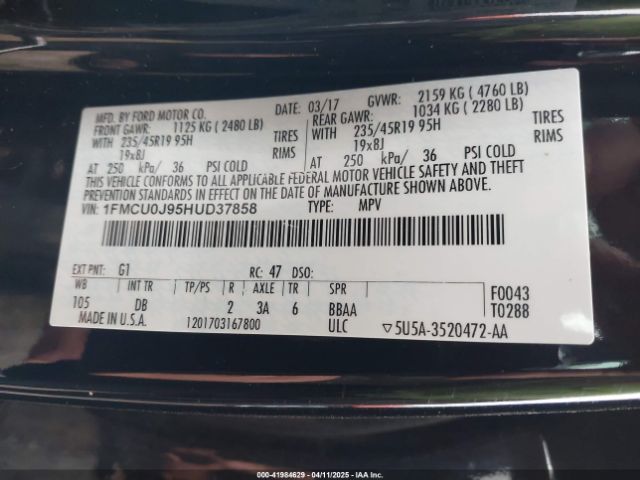 MFD. BY FORD MOTOR CO. DATE: 03/17 GVWR: 2159 KG ( 4760 LB)
FRONT GAWR: 1125 KG ( 2480 LB) REAR GAWR: 1034 KG ( 2280 LB)
WITH 235/45R19 95H TIRES WITH 235/45R19 95H TIRES
19x8J RIMS 19x8J RIMS
AT 250 kPa/ 36 PSI COLD AT 250 kPa/ 36 PSI COLD
THIS VEHICLE CONFORMS TO ALL APPLICABLE FEDERAL MOTOR VEHICLE SAFETY AND THEFT
PREVENTION STANDARDS IN EFFECT ON THE DATE OF MANUFACTURE SHOWN ABOVE.
VIN: 1FMCU0J95HUD37858 TYPE: MPV
EXT PNT: G1 RC: 47 DSO:
WB INT TR TP/PS R AXLE TR SPR F0043
105 DB 2 3A 6 BBAA T0288
MADE IN U.S.A. 1201703167800 ULC ▽5U5A-3520472-AA
000-41984629 - 04/11/2025 - IAA Inc.